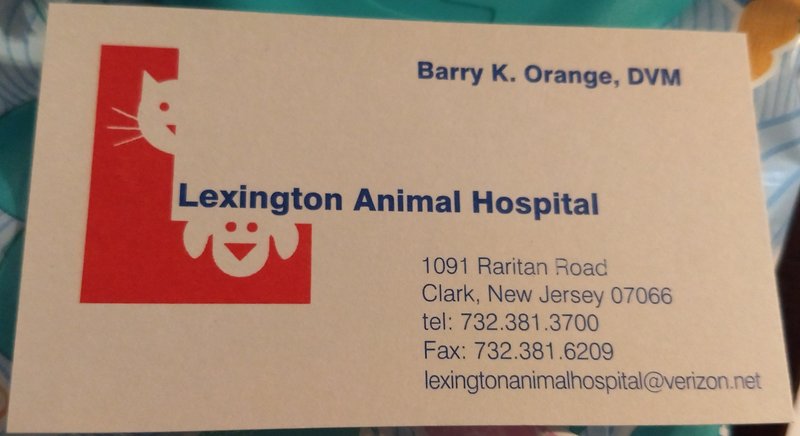 Barry K. Orange, DVM
Lexington Animal Hospital
1091 Raritan Road
Clark, New Jersey 07066
tel: 732.381.3700
Fax: 732.381.6209
lexingtonanimalhospital@verizon.net